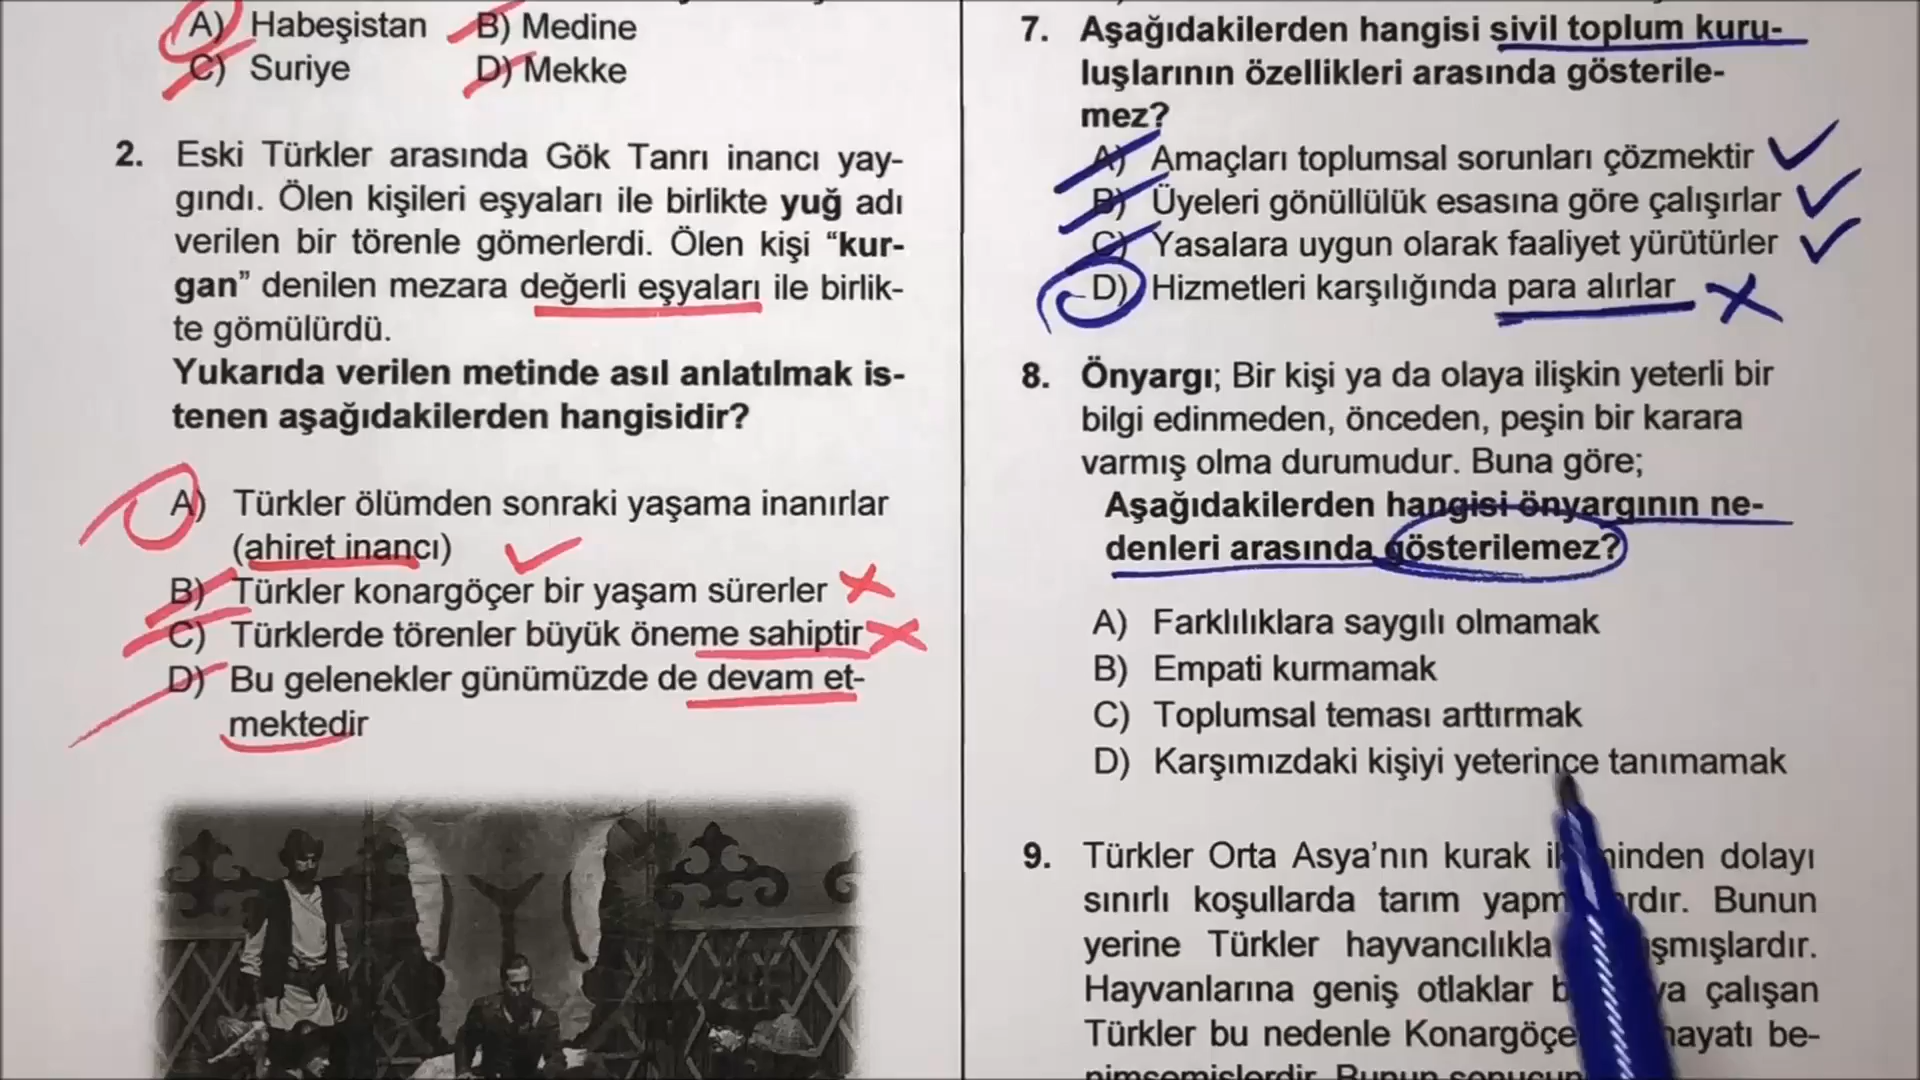 A) Habeşistan B) Medine
C) Suriye D) Mekke
2. Eski Türkler arasında Gök Tanrı inancı yay-
gındı. Ölen kişileri eşyaları ile birlikte yuğ adı
verilen bir törenle gömerlerdi. Ölen kişi “kur-
gan” denilen mezara değerli eşyaları ile birlik-
te gömülürdü.
Yukarıda verilen metinde asıl anlatılmak is-
tenen aşağıdakilerden hangisidir?
A) Türkler ölümden sonraki yaşama inanırlar
(ahiret inancı)
B) Türkler konargöçer bir yaşam sürerler
C) Türklerde törenler büyük öneme sahiptir
D) Bu gelenekler günümüzde de devam et-
mektedir
7. Aşağıdakilerden hangisi sivil toplum kuru-
luşlarının özellikleri arasında gösterile-
mez?
A) Amaçları toplumsal sorunları çözmektir
B) Üyeleri gönüllülük esasına göre çalışırlar
C) Yasalara uygun olarak faaliyet yürütürler
D) Hizmetleri karşılığında para alırlar
8. Önyargı; Bir kişi ya da olaya ilişkin yeterli bir
bilgi edinmeden, önceden, peşin bir karara
varmış olma durumudur. Buna göre;
Aşağıdakilerden hangisi önyargının ne-
denleri arasında gösterilemez?
A) Farklılıklara saygılı olmamak
B) Empati kurmamak
C) Toplumsal teması arttırmak
D) Karşımızdaki kişiyi yeterince tanımamak
9. Türkler Orta Asya’nın kurak dolayı
sınırlı koşullarda tarım Bunun
yerine Türkler hayvancılıkla
Hayvanlarına geniş otlaklar çalışan
Türkler bu nedenle hayatı be-
nimsemişlerdir. Bunun